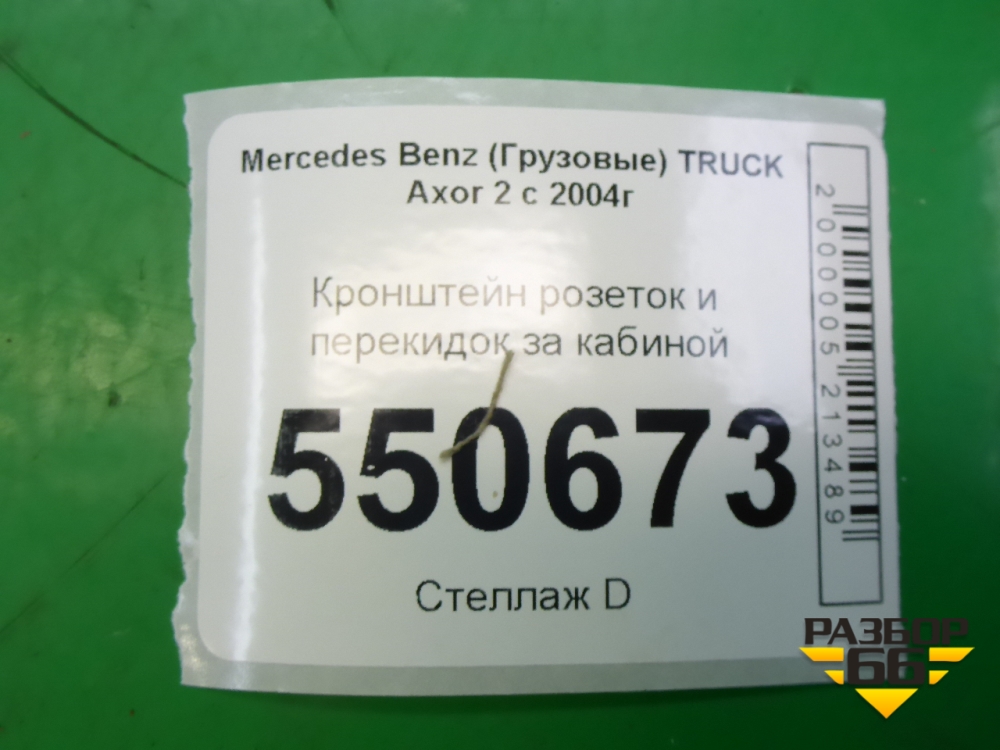 Mercedes Benz (Грузовые) TRUCK
Axor 2 с 2004г
Кронштейн розеток и
перекидок за кабиной
550673
Стеллаж D
2000005213489
РАЗБОР
66